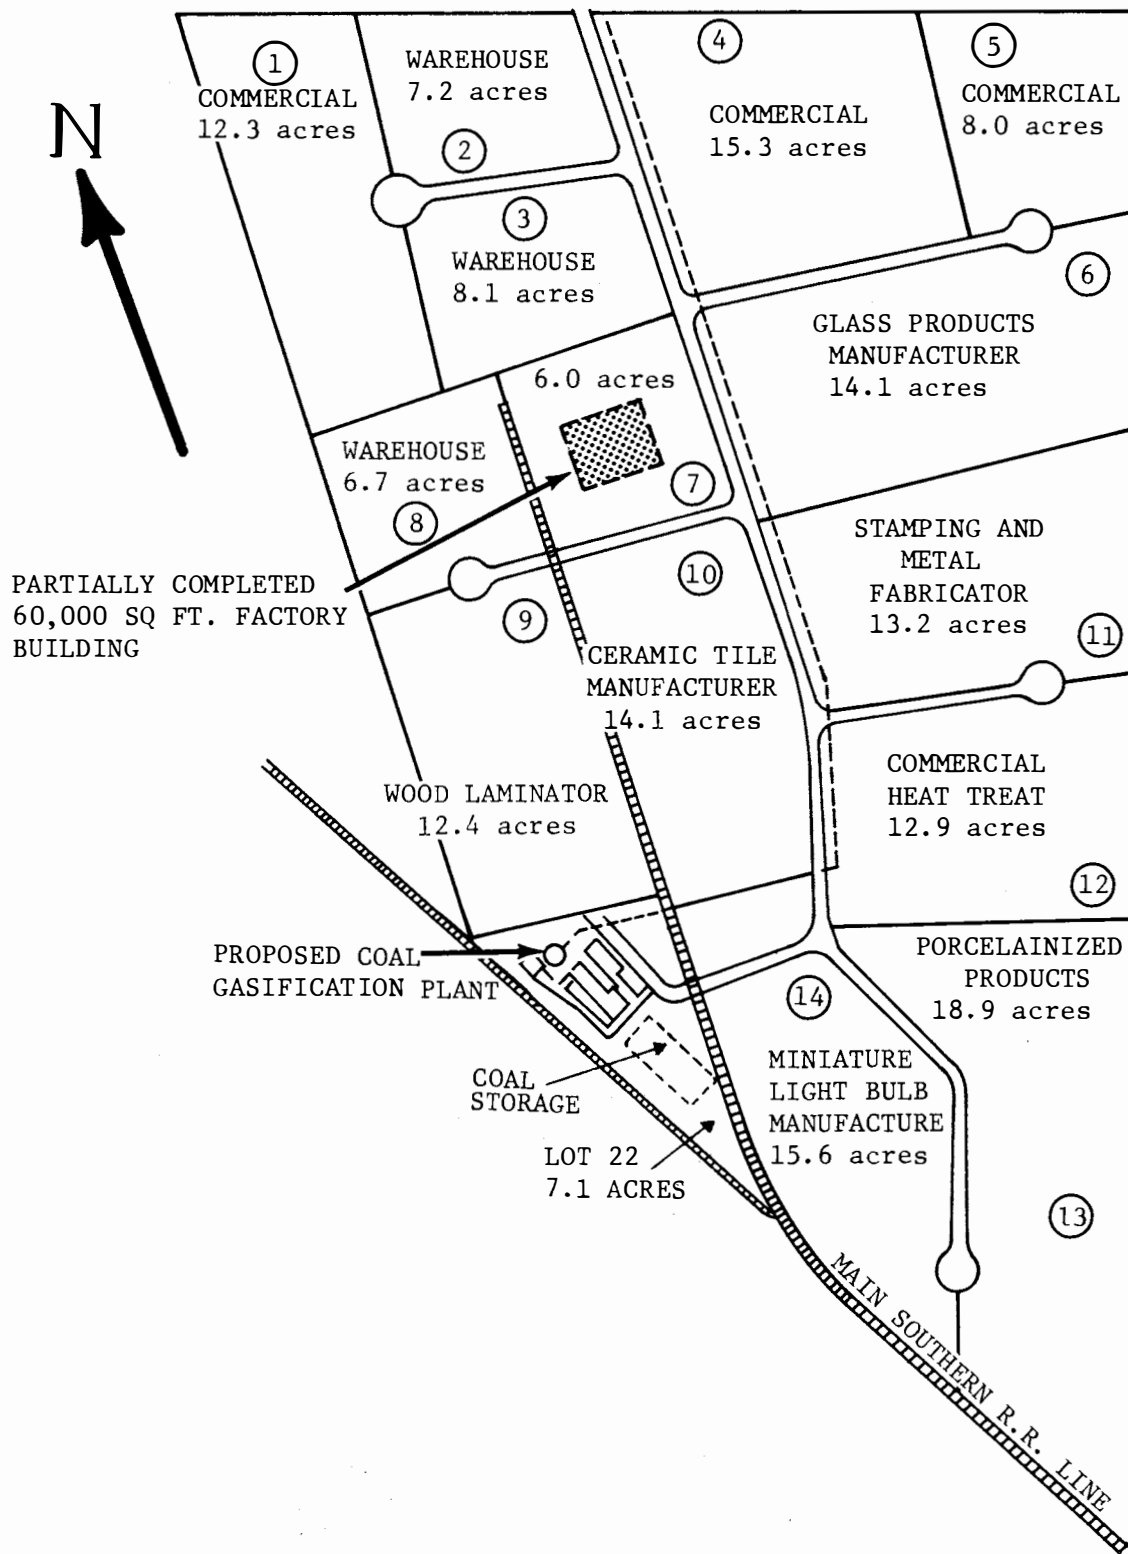 N
1
COMMERCIAL
12.3 acres
WAREHOUSE
7.2 acres
2
3
WAREHOUSE
8.1 acres
4
COMMERCIAL
15.3 acres
5
COMMERCIAL
8.0 acres
6
GLASS PRODUCTS
MANUFACTURER
14.1 acres
6.0 acres
7
WAREHOUSE
6.7 acres
8
PARTIALLY COMPLETED
60,000 SQ FT. FACTORY
BUILDING
9
10
STAMPING AND
METAL
FABRICATOR
13.2 acres
11
CERAMIC TILE
MANUFACTURER
14.1 acres
WOOD LAMINATOR
12.4 acres
COMMERCIAL
HEAT TREAT
12.9 acres
12
PROPOSED COAL
GASIFICATION PLANT
14
PORCELAINIZED
PRODUCTS
18.9 acres
COAL
STORAGE
MINIATURE
LIGHT BULB
MANUFACTURE
15.6 acres
LOT 22
7.1 ACRES
13
MAIN SOUTHERN R.R. LINE